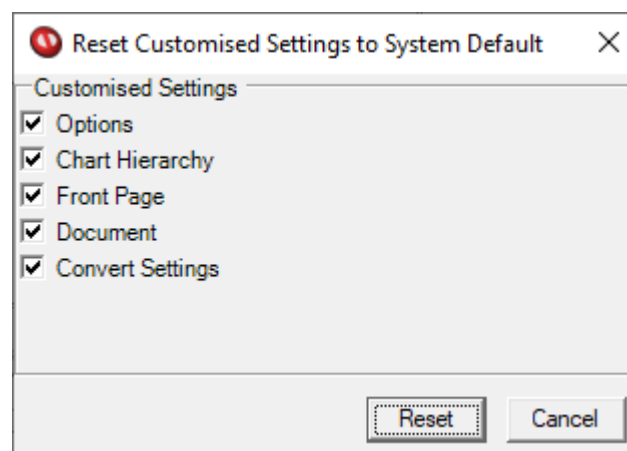 Reset Customised Settings to System Default
Customised Settings
Options
Chart Hierarchy
Front Page
Document
Convert Settings
Reset Cancel